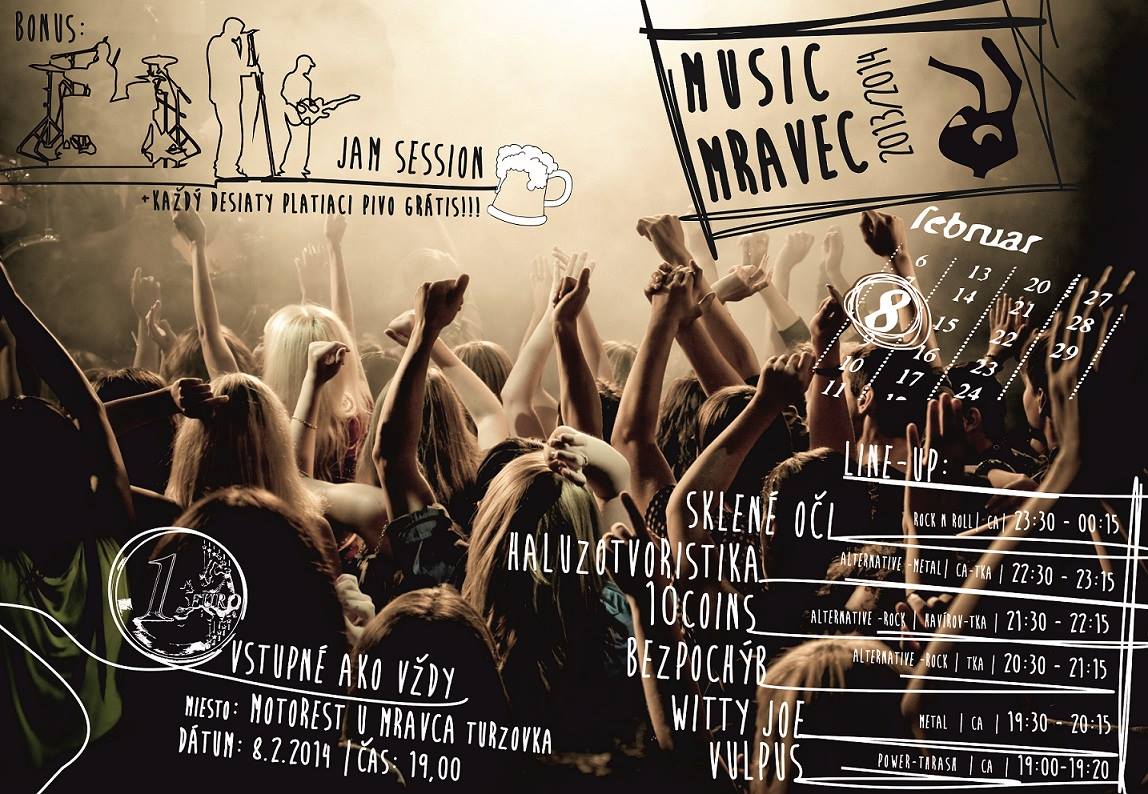 BONUS:
JAM SESSION
+KAŽDÝ DESIATY PLATIACI PIVO GRÁTIS!!!
MUSIC
MRAVEC
2013/2014
februar
6 13 20 27
14 21 28
8 15 22 29
16 23
10 17 24
11
LINE-UP:
SKLENÉ OČI ROCK N ROLL| CA| 23:30 - 00:15
HALUZOTVORISTIKA ALTERNATIVE -METAL| CA-TKA | 22:30 - 23:15
10COINS ALTERNATIVE -ROCK | HAVÍROV-TKA | 21:30 - 22:15
BEZPOCHÝB ALTERNATIVE -ROCK | TKA | 20:30 - 21:15
WITTY JOE METAL | CA | 19:30 - 20:15
VULPUS POWER-THRASH | CA | 19:00-19:20
1 EURO
VSTUPNÉ AKO VŽDY
MIESTO: MOTOREST U MRAVCA TURZOVKA
DÁTUM: 8.2.2014 |ČAS: 19,00